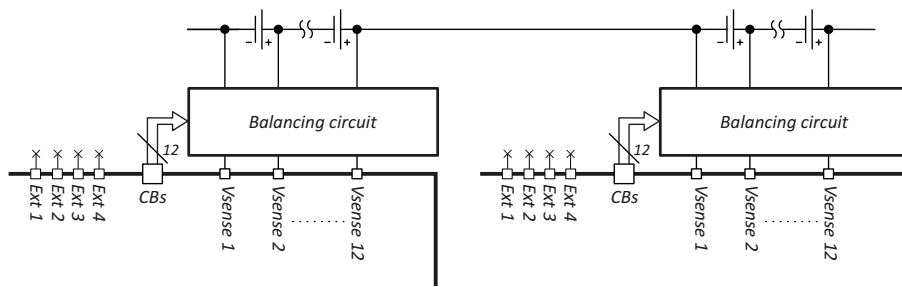 - +
- +
- +
- +
Balancing circuit
Balancing circuit
12
12
Ext 1
Ext 2
Ext 3
Ext 4
CBs
Vsense 1
Vsense 2
Vsense 12
Ext 1
Ext 2
Ext 3
Ext 4
CBs
Vsense 1
Vsense 2
Vsense 12